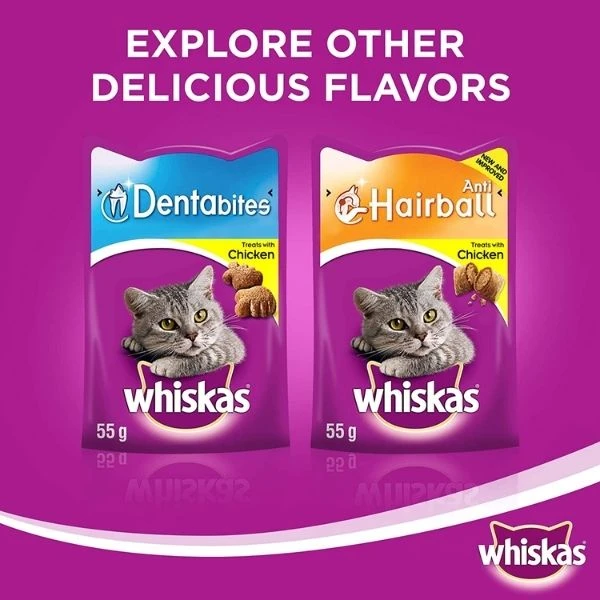 EXPLORE OTHER
DELICIOUS FLAVORS
Dentabites
Treats with
Chicken
whiskas
55 g
NEW AND
IMPROVED
Anti
Hairball
Treats with
Chicken
whiskas
55 g
whiskas